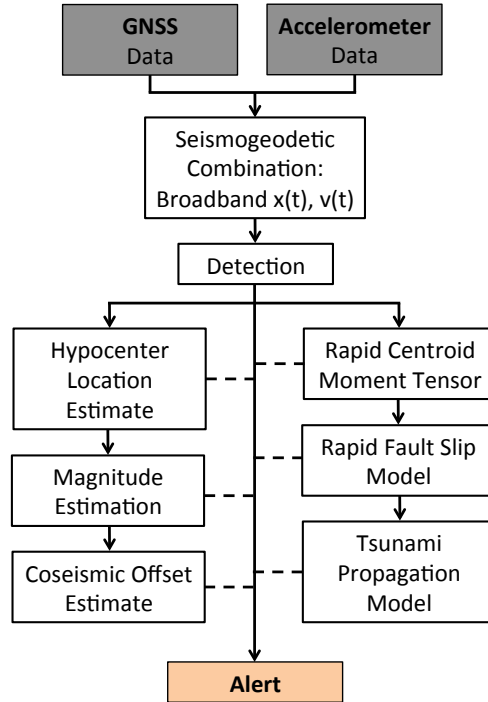 GNSS
Data
Accelerometer
Data
Seismogeodetic
Combination:
Broadband x(t), v(t)
Detection
Hypocenter
Location
Estimate
Rapid Centroid
Moment Tensor
Magnitude
Estimation
Rapid Fault Slip
Model
Coseismic Offset
Estimate
Tsunami
Propagation
Model
Alert